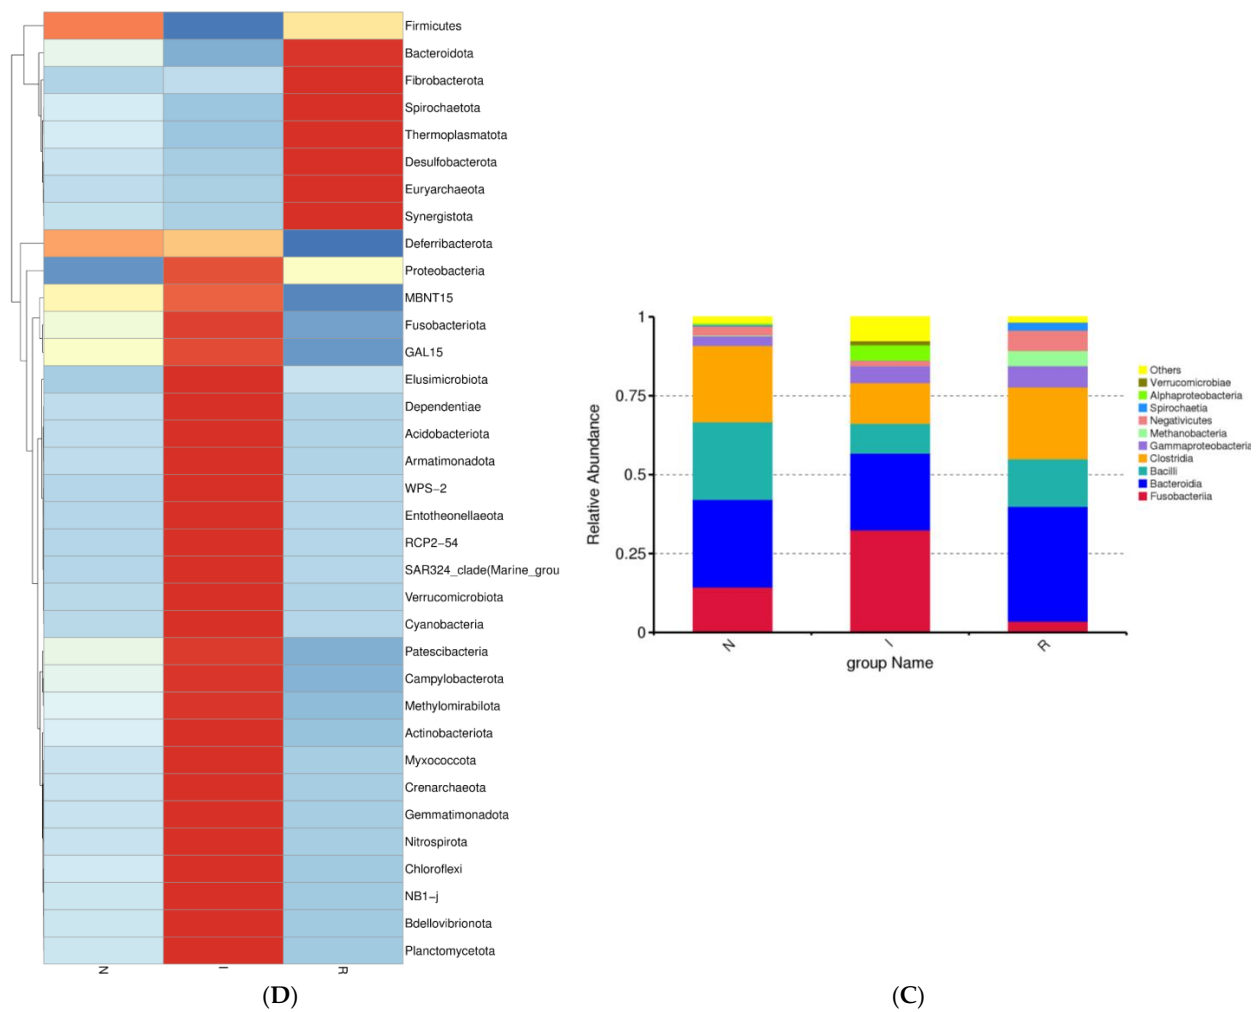 Firmicutes
Bacteroidota
Fibrobacterota
Spirochaetota
Thermoplasmatota
Desulfobacterota
Euryarchaeota
Synergistota
Deferribacterota
Proteobacteria
MBNT15
Fusobacteriota
GAL15
Elusimicrobiota
Dependentiae
Acidobacteriota
Armatimonadota
WPS-2
Entotheonellaeota
RCP2-54
SAR324_clade(Marine_grou
Verrucomicrobiota
Cyanobacteria
Patescibacteria
Campylobacterota
Methylomirabilota
Actinobacteriota
Myxococcota
Crenarchaeota
Gemmatimonadota
Nitrospirota
Chloroflexi
NB1-j
Bdellovibrionota
Planctomycetota
N I R
(D)
Relative Abundance
1
0.75
0.5
0.25
0
N I R
group Name
Others
Verrucomicrobiae
Alphaproteobacteria
Spirochaetia
Negativicutes
Methanobacteria
Gammaproteobacteria
Clostridia
Bacilli
Bacteroidia
Fusobacteriia
(C)